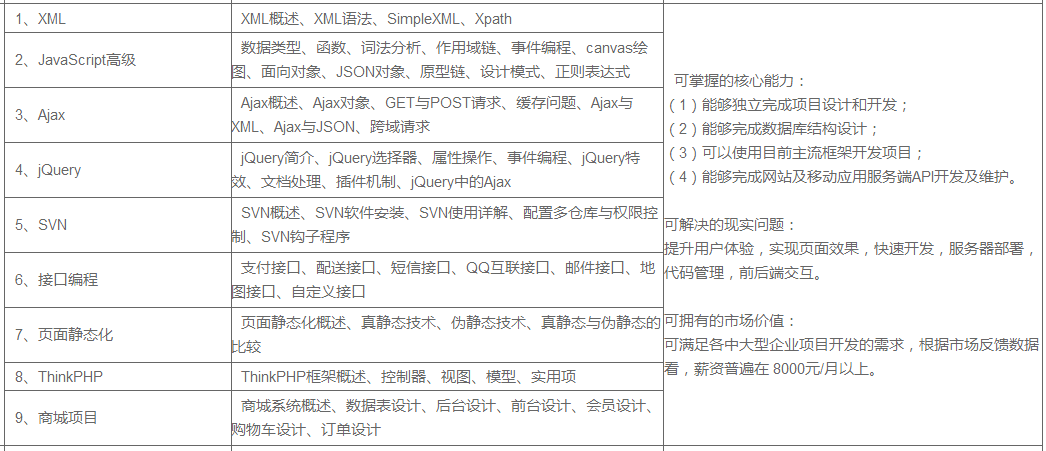 1、XML
XML概述、XML语法、SimpleXML、Xpath
2、JavaScript高级
数据类型、函数、词法分析、作用域链、事件编程、canvas绘
图、面向对象、JSON对象、原型链、设计模式、正则表达式
3、Ajax
Ajax概述、Ajax对象、GET与POST请求、缓存问题、Ajax与
XML、Ajax与JSON、跨域请求
4、jQuery
jQuery简介、jQuery选择器、属性操作、事件编程、jQuery特
效、文档处理、插件机制、jQuery中的Ajax
5、SVN
SVN概述、SVN软件安装、SVN使用详解、配置多仓库与权限控
制、SVN钩子程序
6、接口编程
支付接口、配送接口、短信接口、QQ互联接口、邮件接口、地
图接口、自定义接口
7、页面静态化
页面静态化概述、真静态技术、伪静态技术、真静态与伪静态的
比较
8、ThinkPHP
ThinkPHP框架概述、控制器、视图、模型、实用项
9、商城项目
商城系统概述、数据表设计、后台设计、前台设计、会员设计、
购物车设计、订单设计
可掌握的核心能力：
（1）能够独立完成项目设计和开发；
（2）能够完成数据库结构设计；
（3）可以使用目前主流框架开发项目；
（4）能够完成网站及移动应用服务端API开发及维护。
可解决的现实问题：
提升用户体验，实现页面效果，快速开发，服务器部署，
代码管理，前后端交互。
可拥有的市场价值：
可满足各中大型企业项目开发的需求，根据市场反馈数据
看，薪资普遍在 8000元/月以上。